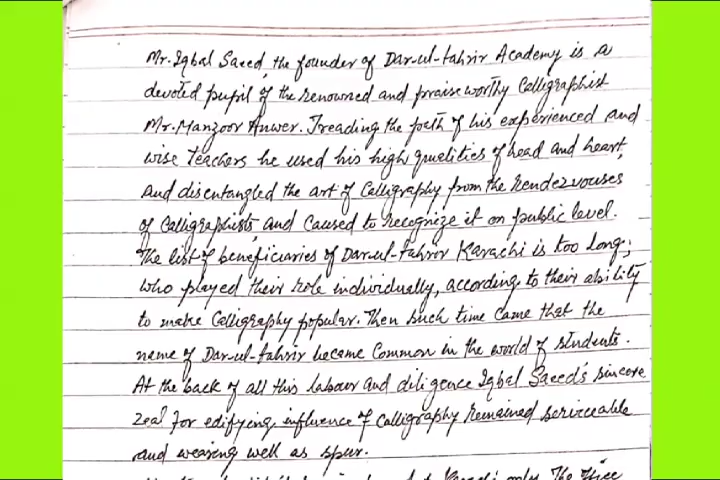 Mr. Iqbal Saeed, the founder of Dar-ul-tahrir Academy is a
devoted pupil of the renowned and praiseworthy Calligraphist
Mr. Manzoor Anwer. Treading the path of his experienced and
wise teachers he used his high qualities of head and heart,
and disentangled the art of Calligraphy from the rendezvouses
of Calligraphists, and caused to recognize it on public level.
The list of beneficiaries of Dar-ul-tahrir Karachi is too long;
who played their role individually, according to their ability
to make Calligraphy popular. Then such time came that the
name of Dar-ul-tahrir became Common in the world of students.
At the back of all this labour and diligence Iqbal Saeed's sincere
zeal for edifying influence of Calligraphy remained serviceable
and wearing well as spur.
Karachi only. The